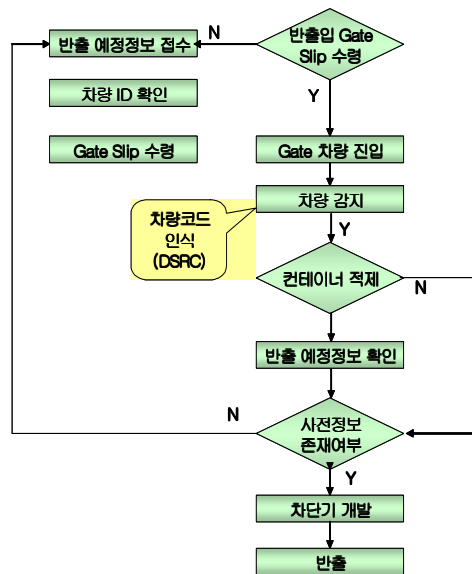 반출입 Gate
Slip 수령
N
반출 예정정보 접수
Y
차량 ID 확인
Gate Slip 수령
Gate 차량 진입
차량 감지
차량코드
인식
(DSRC)
Y
컨테이너 적제
N
반출 예정정보 확인
N
사전정보
존재여부
Y
차단기 개발
반출